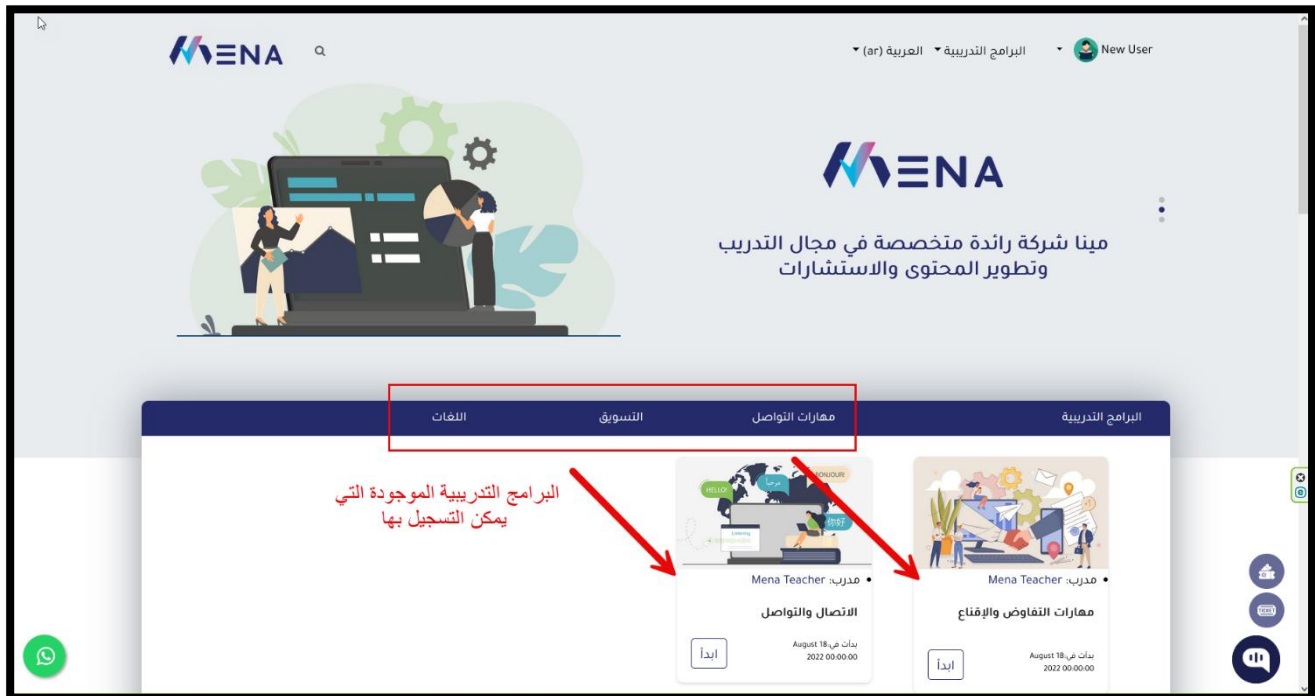 MENA
New User
البرامج التدريبية
العربية (ar)
MENA
مينا شركة رائدة متخصصة في مجال التدريب
وتطوير المحتوى والاستشارات
البرامج التدريبية
مهارات التواصل
التسويق
اللغات
البرامج التدريبية الموجودة التي
يمكن التسجيل بها
مدرب: Mena Teacher
مهارات التفاوض والإقناع
بدأت في:18 August
2022 00:00:00
ابدأ
HELLO!
مرحبا
BONJOUR
你好
Listening
مدرب: Mena Teacher
الاتصال والتواصل
بدأت في:18 August
2022 00:00:00
ابدأ